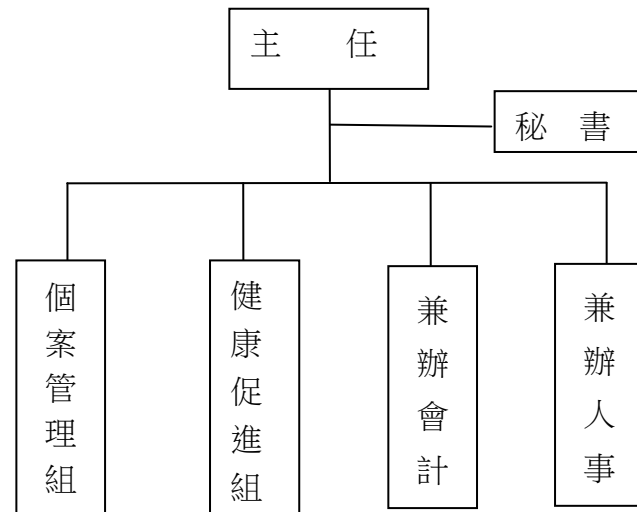 主　　任
秘　書
個案管理組
健康促進組
兼辦會計
兼辦人事